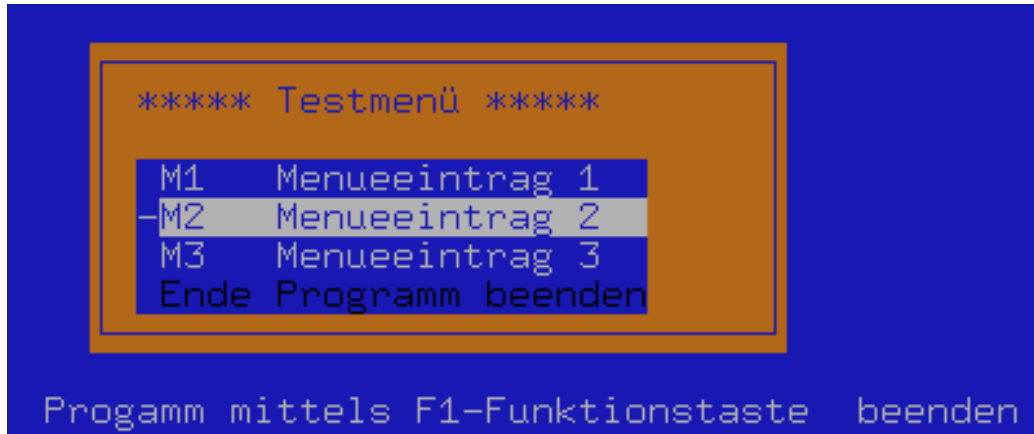 ***** Testmenü *****
M1 Menueeintrag 1
-M2 Menueeintrag 2
M3 Menueeintrag 3
Ende Programm beenden
Progamm mittels F1-Funktionstaste beenden